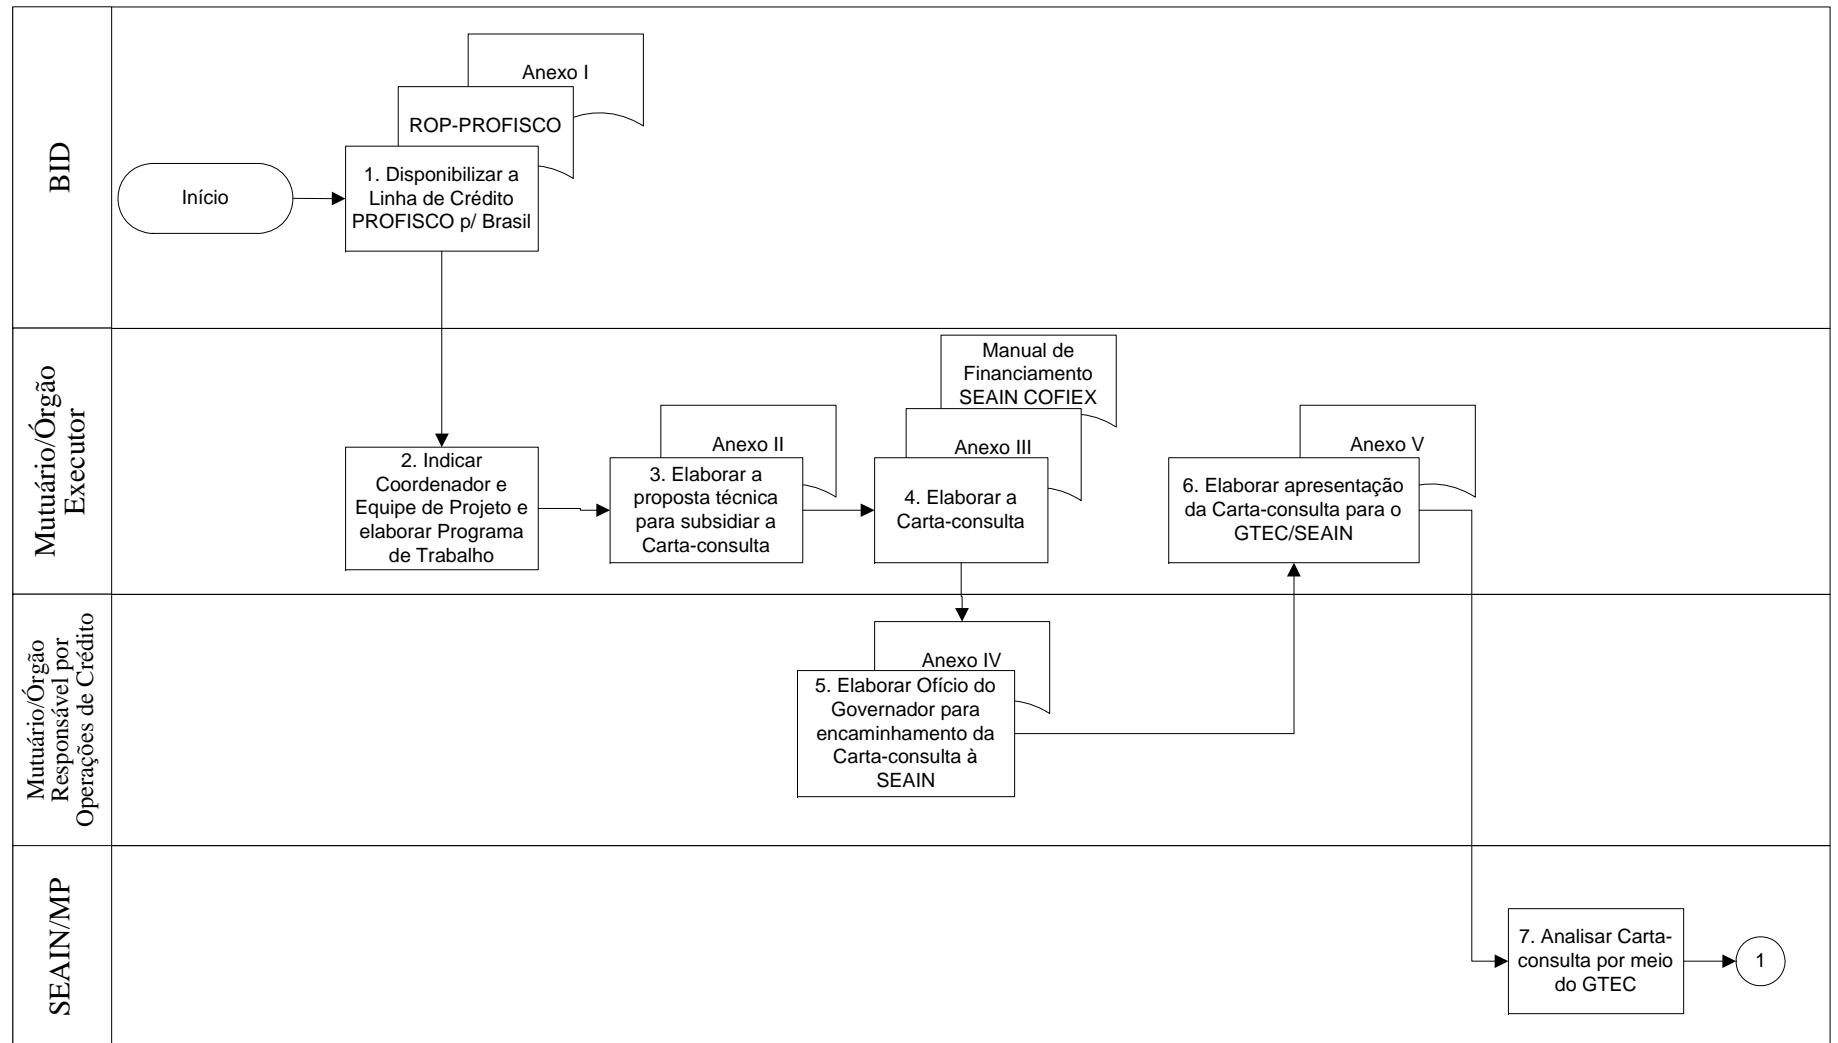 BID
Anexo I
ROP-PROFISCO
Início
1. Disponibilizar a
Linha de Crédito
PROFISCO p/ Brasil
Mutuário/Órgão
Executor
2. Indicar
Coordenador e
Equipe de Projeto e
elaborar Programa
de Trabalho
Anexo II
3. Elaborar a
proposta técnica
para subsidiar a
Carta-consulta
Manual de
Financiamento
SEAIN COFIEX
Anexo III
4. Elaborar a
Carta-consulta
Anexo V
6. Elaborar apresentação
da Carta-consulta para o
GTEC/SEAIN
Mutuário/Órgão
Responsável por
Operações de Crédito
Anexo IV
5. Elaborar Ofício do
Governador para
encaminhamento da
Carta-consulta à
SEAIN
SEAIN/MP
7. Analisar Carta-
consulta por meio
do GTEC
1